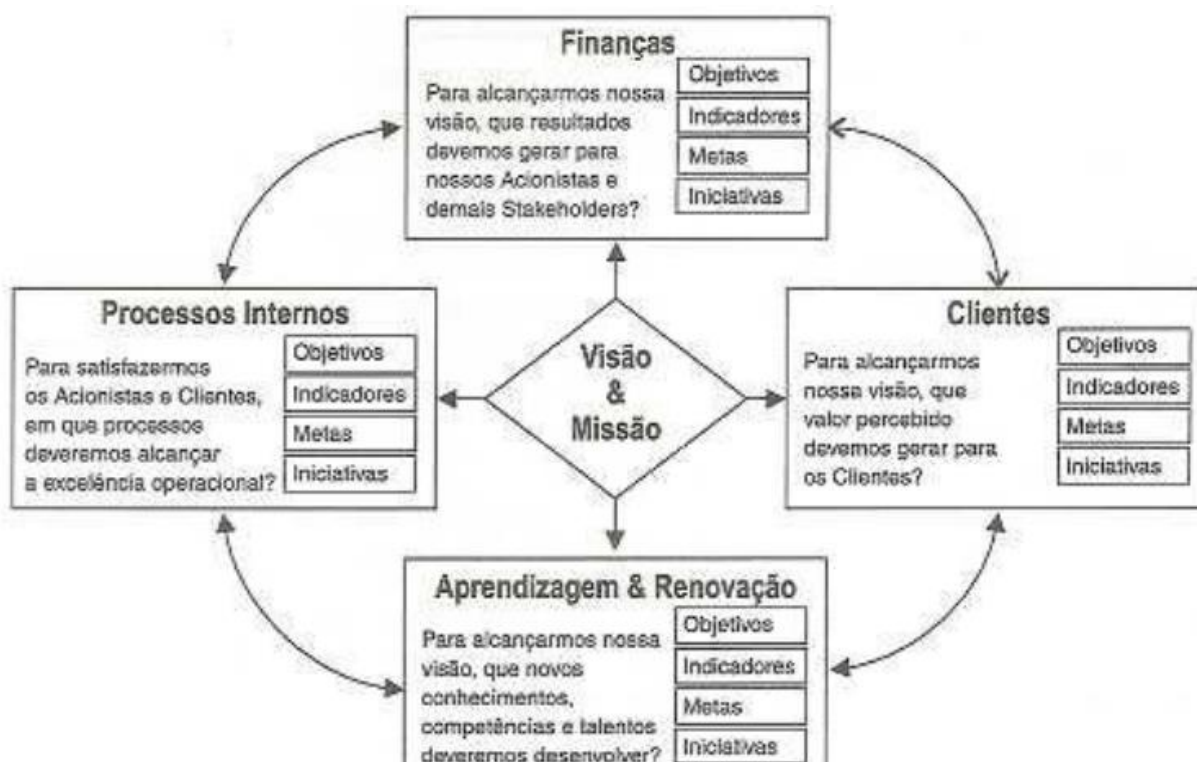 Finanças
Para alcançarmos nossa
visão, que resultados
devemos gerar para
nossos Acionistas e
demais Stakeholders?
Objetivos
Indicadores
Metas
Iniciativas
Processos Internos
Para satisfazermos
os Acionistas e Clientes,
em que processos
deveremos alcançar
a excelência operacional?
Objetivos
Indicadores
Metas
Iniciativas
Visão
&
Missão
Clientes
Para alcançarmos
nossa visão, que
valor percebido
devemos gerar para
os Clientes?
Objetivos
Indicadores
Metas
Iniciativas
Aprendizagem & Renovação
Para alcançarmos nossa
visão, que novos
conhecimentos,
competências e talentos
deveremos desenvolver?
Objetivos
Indicadores
Metas
Iniciativas